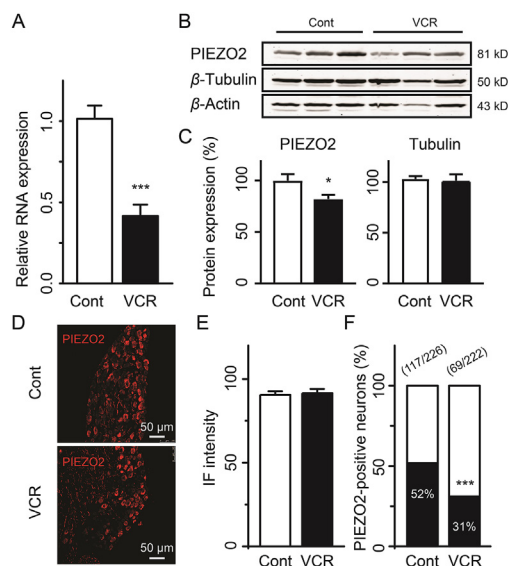 A
Relative RNA expression
1.0
0.5
0.0
***
Cont VCR
B
Cont VCR
PIEZO2 81 kD
β-Tubulin 50 kD
β-Actin 43 kD
C
Protein expression (%)
PIEZO2 Tubulin
100
50
*
Cont VCR
100
50
Cont VCR
D
Cont
PIEZO2
50 μm
VCR
PIEZO2
50 μm
E
IF intensity
100
50
0
Cont VCR
F
PIEZO2-positive neurons (%)
(117/226) (69/222)
100
50
0
52%
***
31%
Cont VCR